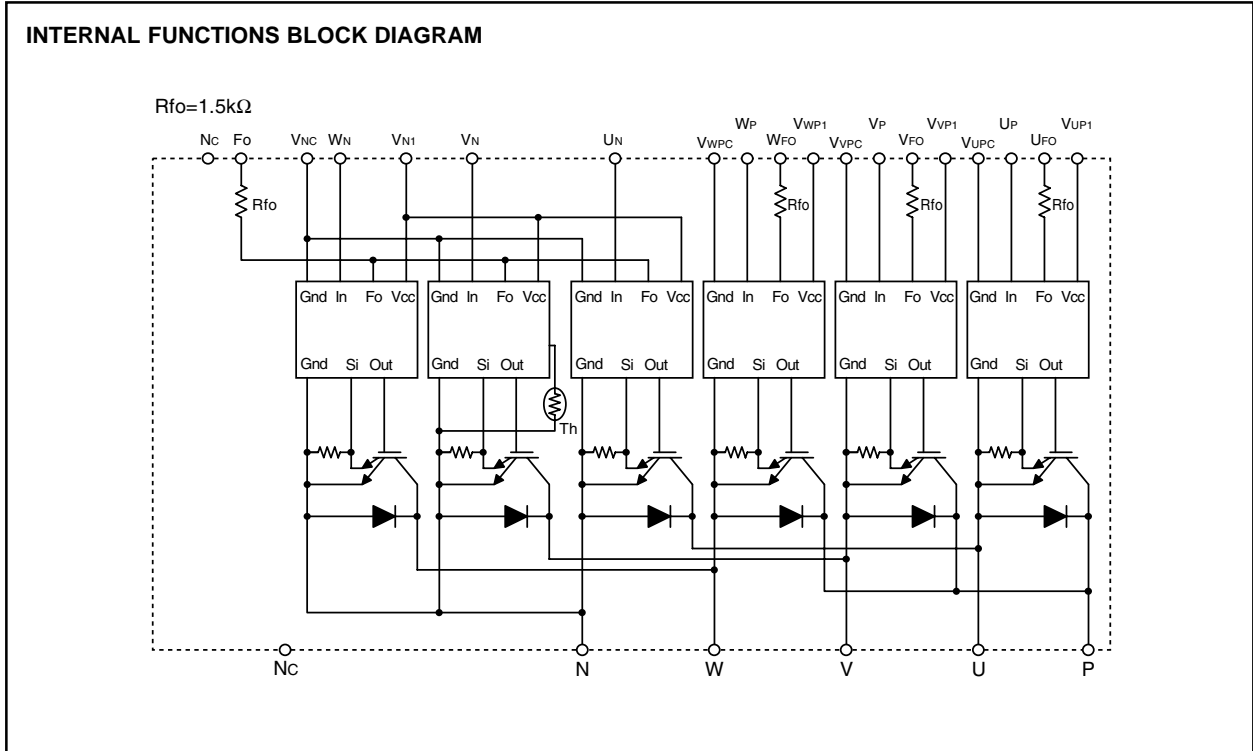 INTERNAL FUNCTIONS BLOCK DIAGRAM
Rfo=1.5kΩ
NC FO VNC WN VN1 VN UN VWPC WP WFO VWP1 VVPC VP VFO VVP1 VUPC UP UFO VUP1
Rfo Rfo Rfo Rfo
Gnd In Fo Vcc Gnd In Fo Vcc Gnd In Fo Vcc Gnd In Fo Vcc Gnd In Fo Vcc Gnd In Fo Vcc
Gnd Si Out Gnd Si Out Gnd Si Out Gnd Si Out Gnd Si Out Gnd Si Out
Th
NC N W V U P